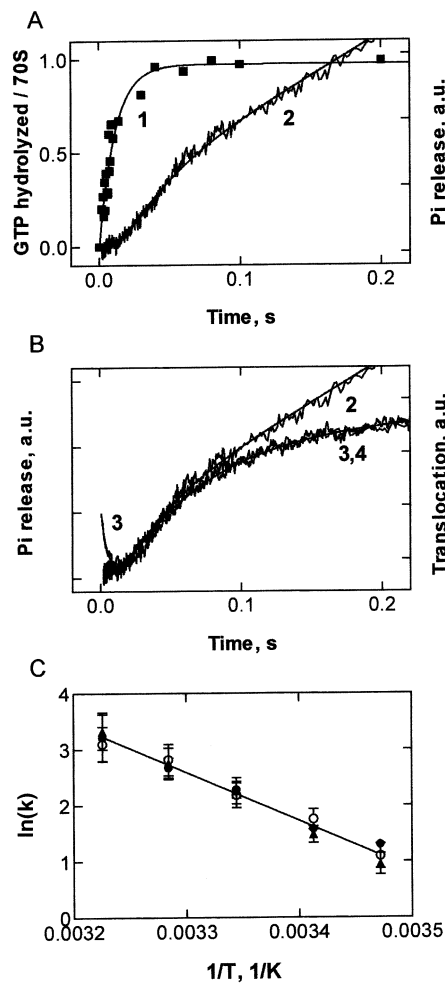 A
GTP hydrolyzed / 70S
1.0
0.5
0.0
1
2
Pi release, a.u.
0.0
0.1
0.2
Time, s
B
Pi release, a.u.
3
2
3,4
Translocation, a.u.
0.0
0.1
0.2
Time, s
C
ln(k)
4
3
2
1
0
0.0032
0.0033
0.0034
0.0035
1/T, 1/K